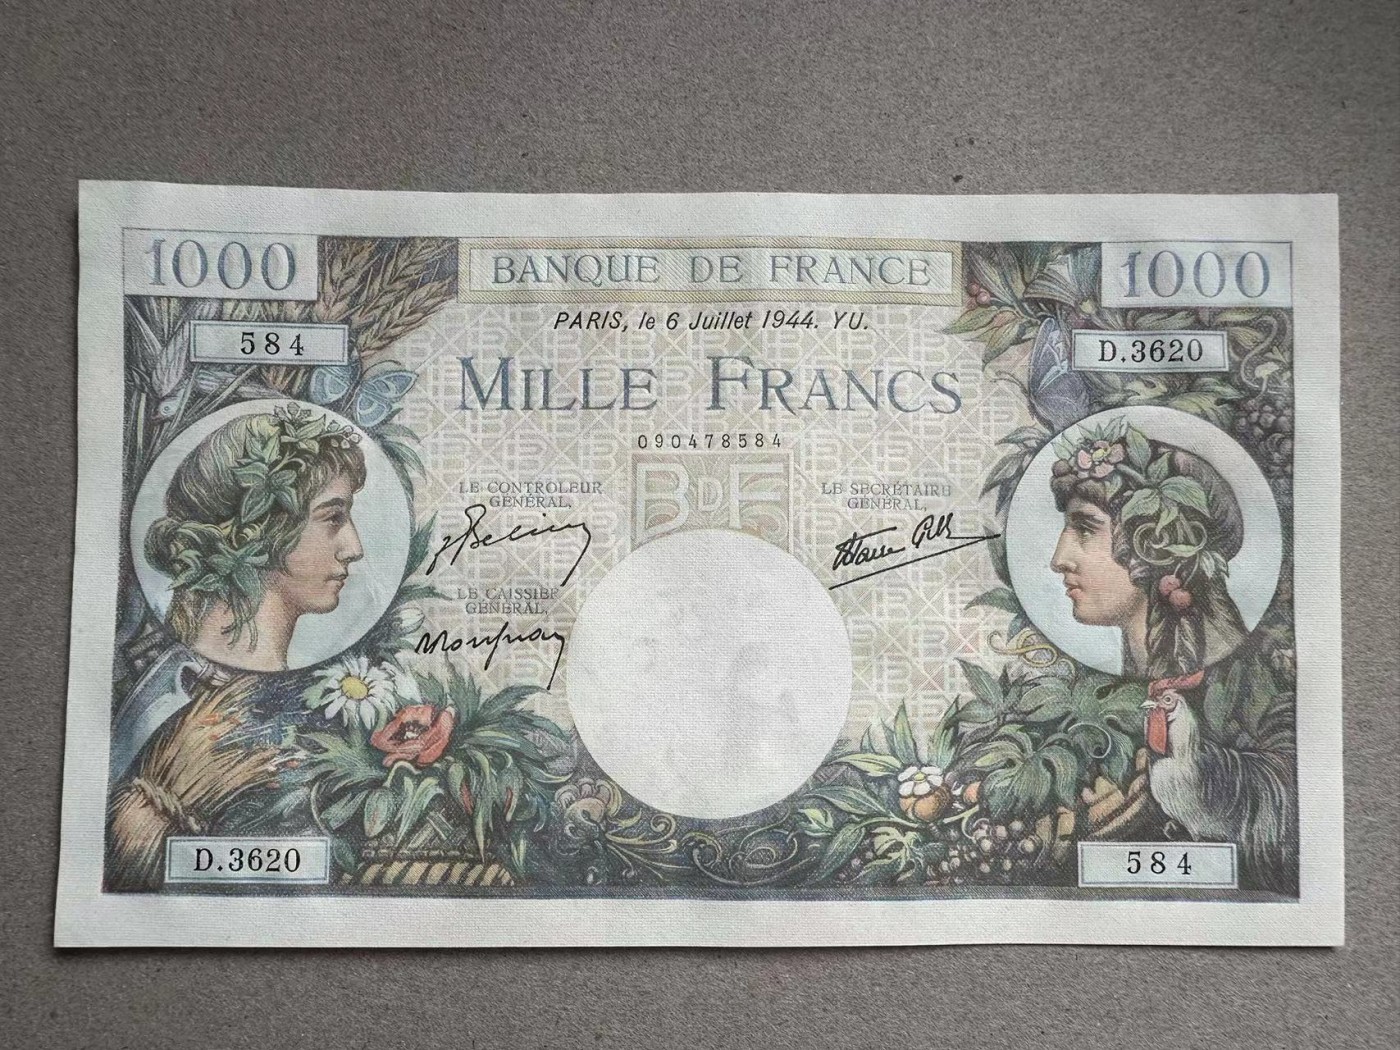 1000
BANQUE DE FRANCE
1000
PARIS, le 6 Juillet 1944. YU.
584
D.3620
MILLE FRANCS
090478584
BDF
LE CONTROLEUR
GÉNÉRAL,
LE SECRÉTAIRE
GÉNÉRAL,
LE CAISSIER
GÉNÉRAL,
D.3620
584